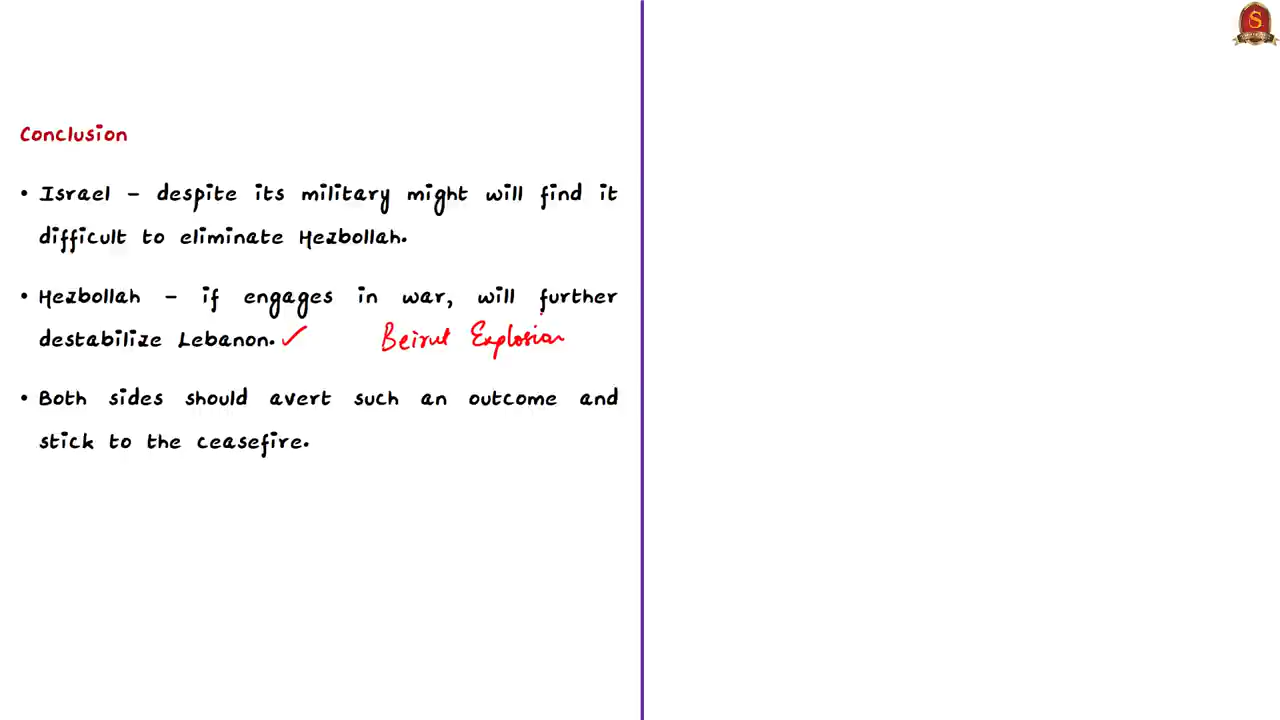 Conclusion
• Israel – despite its military might will find it
difficult to eliminate Hezbollah.
• Hezbollah – if engages in war, will further
destabilize Lebanon. ✓ Beirut Explosion
• Both sides should avert such an outcome and
stick to the ceasefire.
S